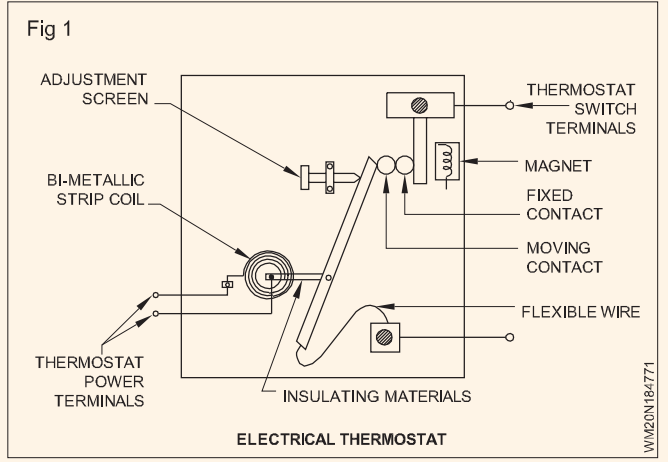 Fig 1
ADJUSTMENT
SCREEN
THERMOSTAT
SWITCH
TERMINALS
MAGNET
BI-METALLIC
STRIP COIL
FIXED
CONTACT
MOVING
CONTACT
FLEXIBLE WIRE
THERMOSTAT
POWER
TERMINALS
INSULATING MATERIALS
ELECTRICAL THERMOSTAT
WM20N184771